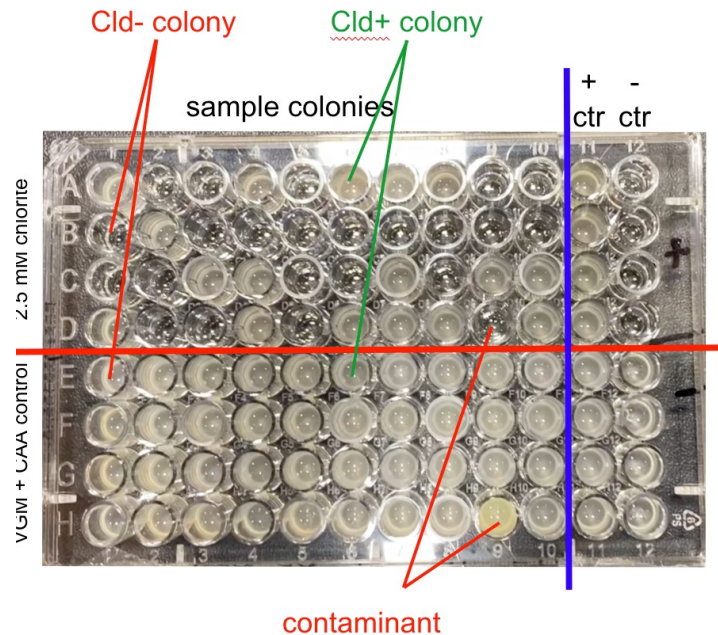 Cld- colony
Cld+ colony
sample colonies
+
ctr
-
ctr
2.5 mM chlorite
VGM + CAA control
A
B
C
D
E
F
G
H
1 2 3 4 5 6 7 8 9 10 11 12
contaminant